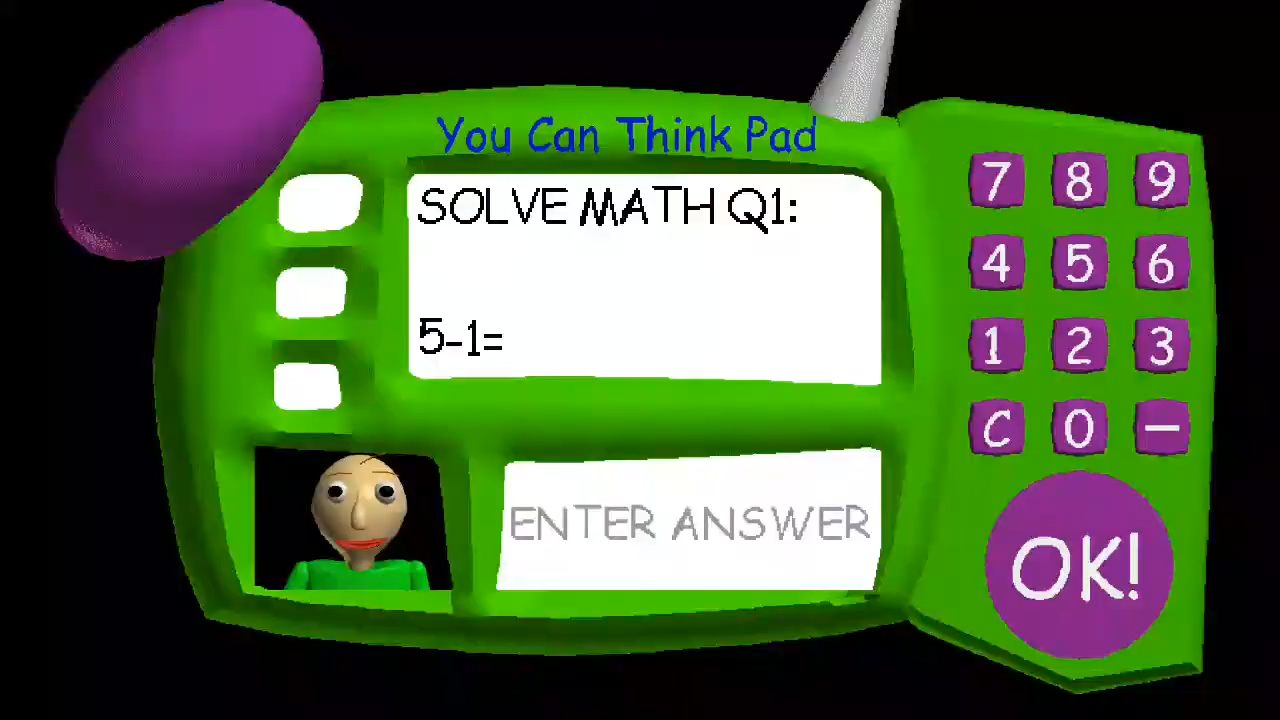 You Can Think Pad
SOLVE MATH Q1:
5-1=
ENTER ANSWER
7 8 9
4 5 6
1 2 3
C 0 -
OK!